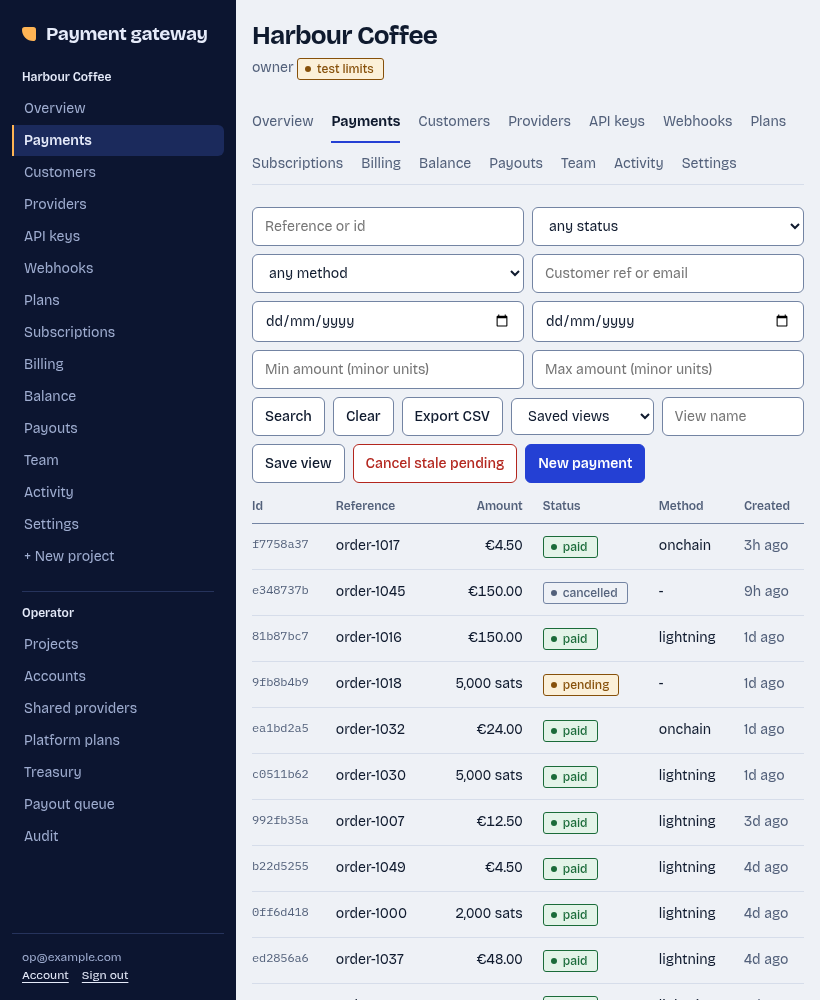 Payment gateway
Harbour Coffee
Overview
Payments
Customers
Providers
API keys
Webhooks
Plans
Subscriptions
Billing
Balance
Payouts
Team
Activity
Settings
+ New project
Operator
Projects
Accounts
Shared providers
Platform plans
Treasury
Payout queue
Audit
op@example.com
Account Sign out
Harbour Coffee
owner test limits
Overview Payments Customers Providers API keys Webhooks Plans
Subscriptions Billing Balance Payouts Team Activity Settings
Reference or id any status
any method Customer ref or email
dd/mm/yyyy dd/mm/yyyy
Min amount (minor units) Max amount (minor units)
Search Clear Export CSV Saved views View name
Save view Cancel stale pending New payment
Id Reference Amount Status Method Created
f7758a37 order-1017 €4.50 paid onchain 3h ago
e348737b order-1045 €150.00 cancelled - 9h ago
81b87bc7 order-1016 €150.00 paid lightning 1d ago
9fb8b4b9 order-1018 5,000 sats pending - 1d ago
ea1bd2a5 order-1032 €24.00 paid onchain 1d ago
c0511b62 order-1030 5,000 sats paid lightning 1d ago
992fb35a order-1007 €12.50 paid lightning 3d ago
b22d5255 order-1049 €4.50 paid lightning 4d ago
0ff6d418 order-1000 2,000 sats paid lightning 4d ago
ed2856a6 order-1037 €48.00 paid lightning 4d ago